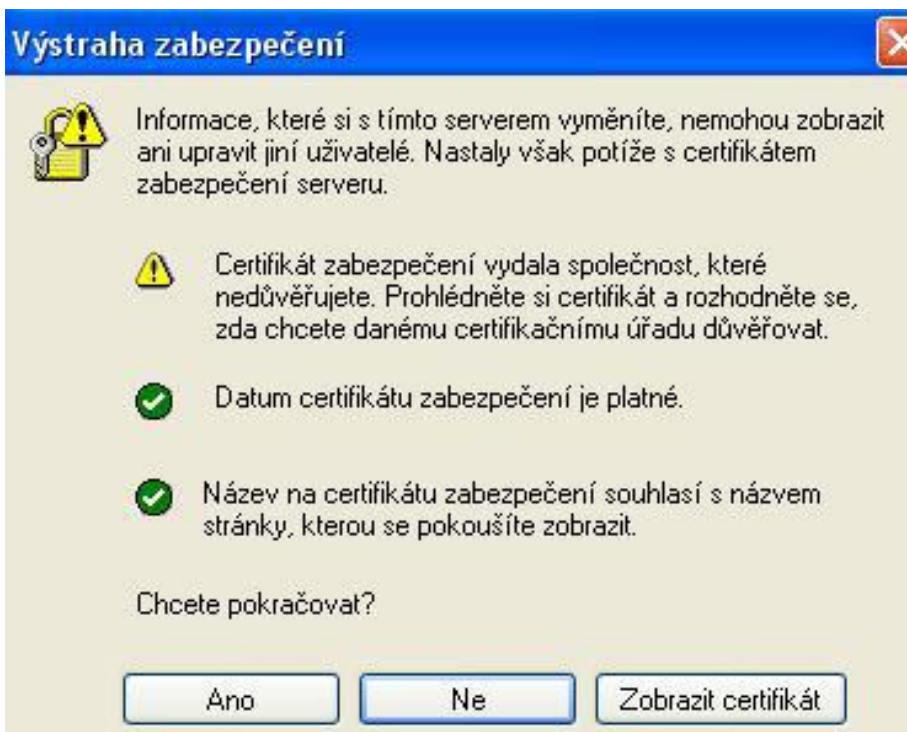 Výstraha zabezpečení
Informace, které si s tímto serverem vyměníte, nemohou zobrazit
ani upravit jiní uživatelé. Nastaly však potíže s certifikátem
zabezpečení serveru.
Certifikát zabezpečení vydala společnost, které
nedůvěřujete. Prohlédněte si certifikát a rozhodněte se,
zda chcete danému certifikačnímu úřadu důvěřovat.
Datum certifikátu zabezpečení je platné.
Název na certifikátu zabezpečení souhlasí s názvem
stránky, kterou se pokoušíte zobrazit.
Chcete pokračovat?
Ano Ne Zobrazit certifikát